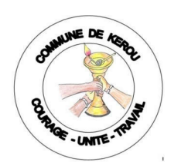 COMMUNE DE KEROU
COURAGE - UNITE - TRAVAIL